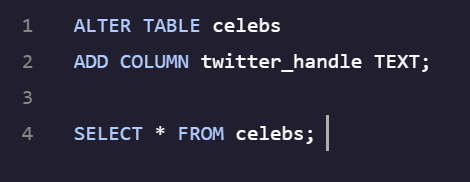 1 ALTER TABLE celebs
2 ADD COLUMN twitter_handle TEXT;
3
4 SELECT * FROM celebs;